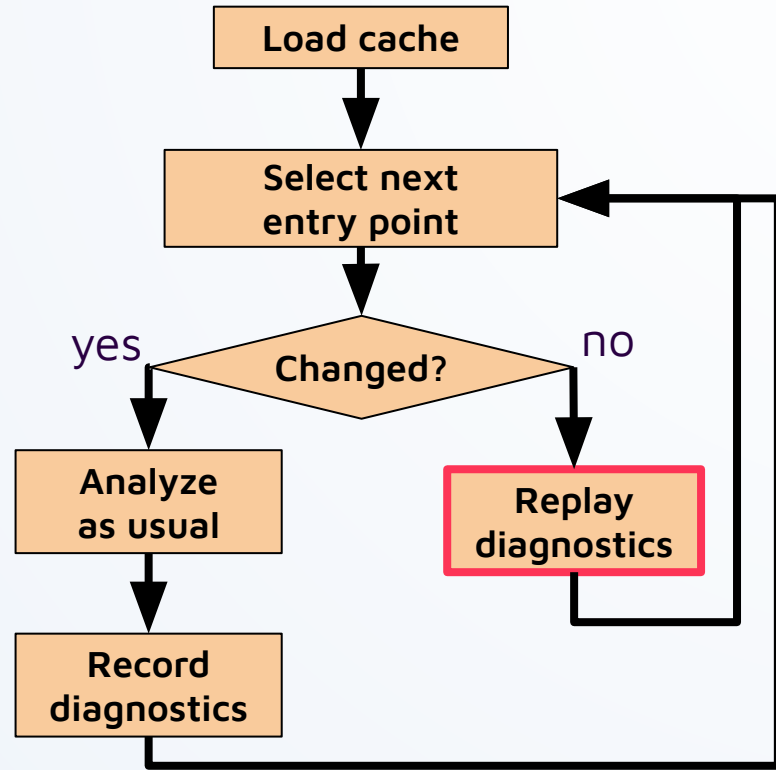 Load cache
Select next
entry point
yes
Changed?
no
Analyze
as usual
Replay
diagnostics
Record
diagnostics